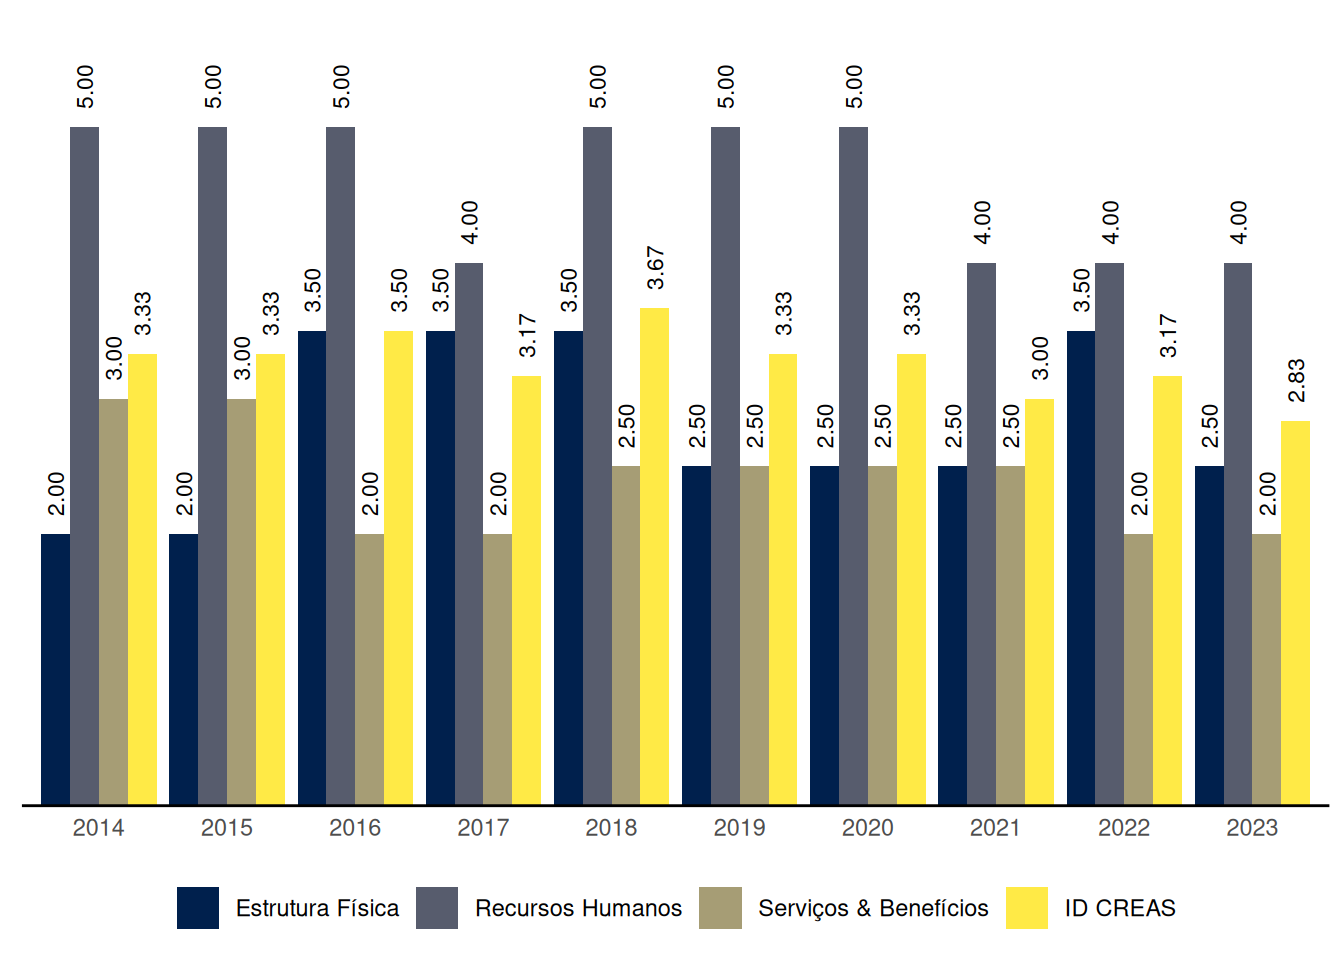 5.00 5.00 5.00 5.00 5.00 5.00
4.00 4.00 4.00 4.00
3.50 3.50 3.50 3.50 3.67 3.50
3.00 3.33 3.00 3.33 3.17 3.33 3.33 3.00 3.17
2.50 2.50 2.50 2.50 2.50 2.50 2.50 2.50 2.83
2.00 2.00 2.00 2.00 2.00 2.00
2014 2015 2016 2017 2018 2019 2020 2021 2022 2023
Estrutura Física Recursos Humanos Serviços & Benefícios ID CREAS